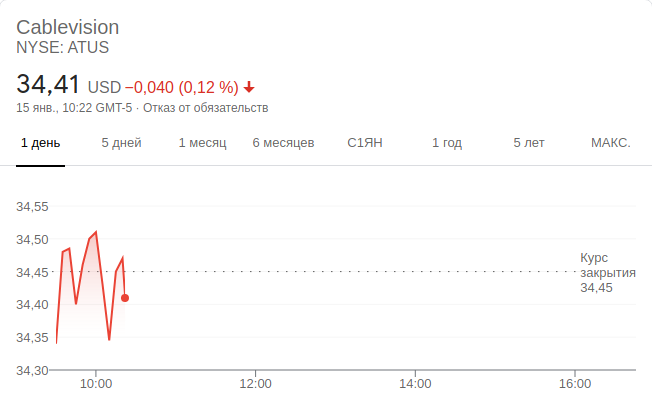 Cablevision
NYSE: ATUS
34,41 USD −0,040 (0,12 %)
15 янв., 10:22 GMT-5 · Отказ от обязательств
1 день 5 дней 1 месяц 6 месяцев С1ЯН 1 год 5 лет МАКС.
34,55
34,50
34,45
34,40
34,35
34,30
Курс
закрытия
34,45
10:00 12:00 14:00 16:00